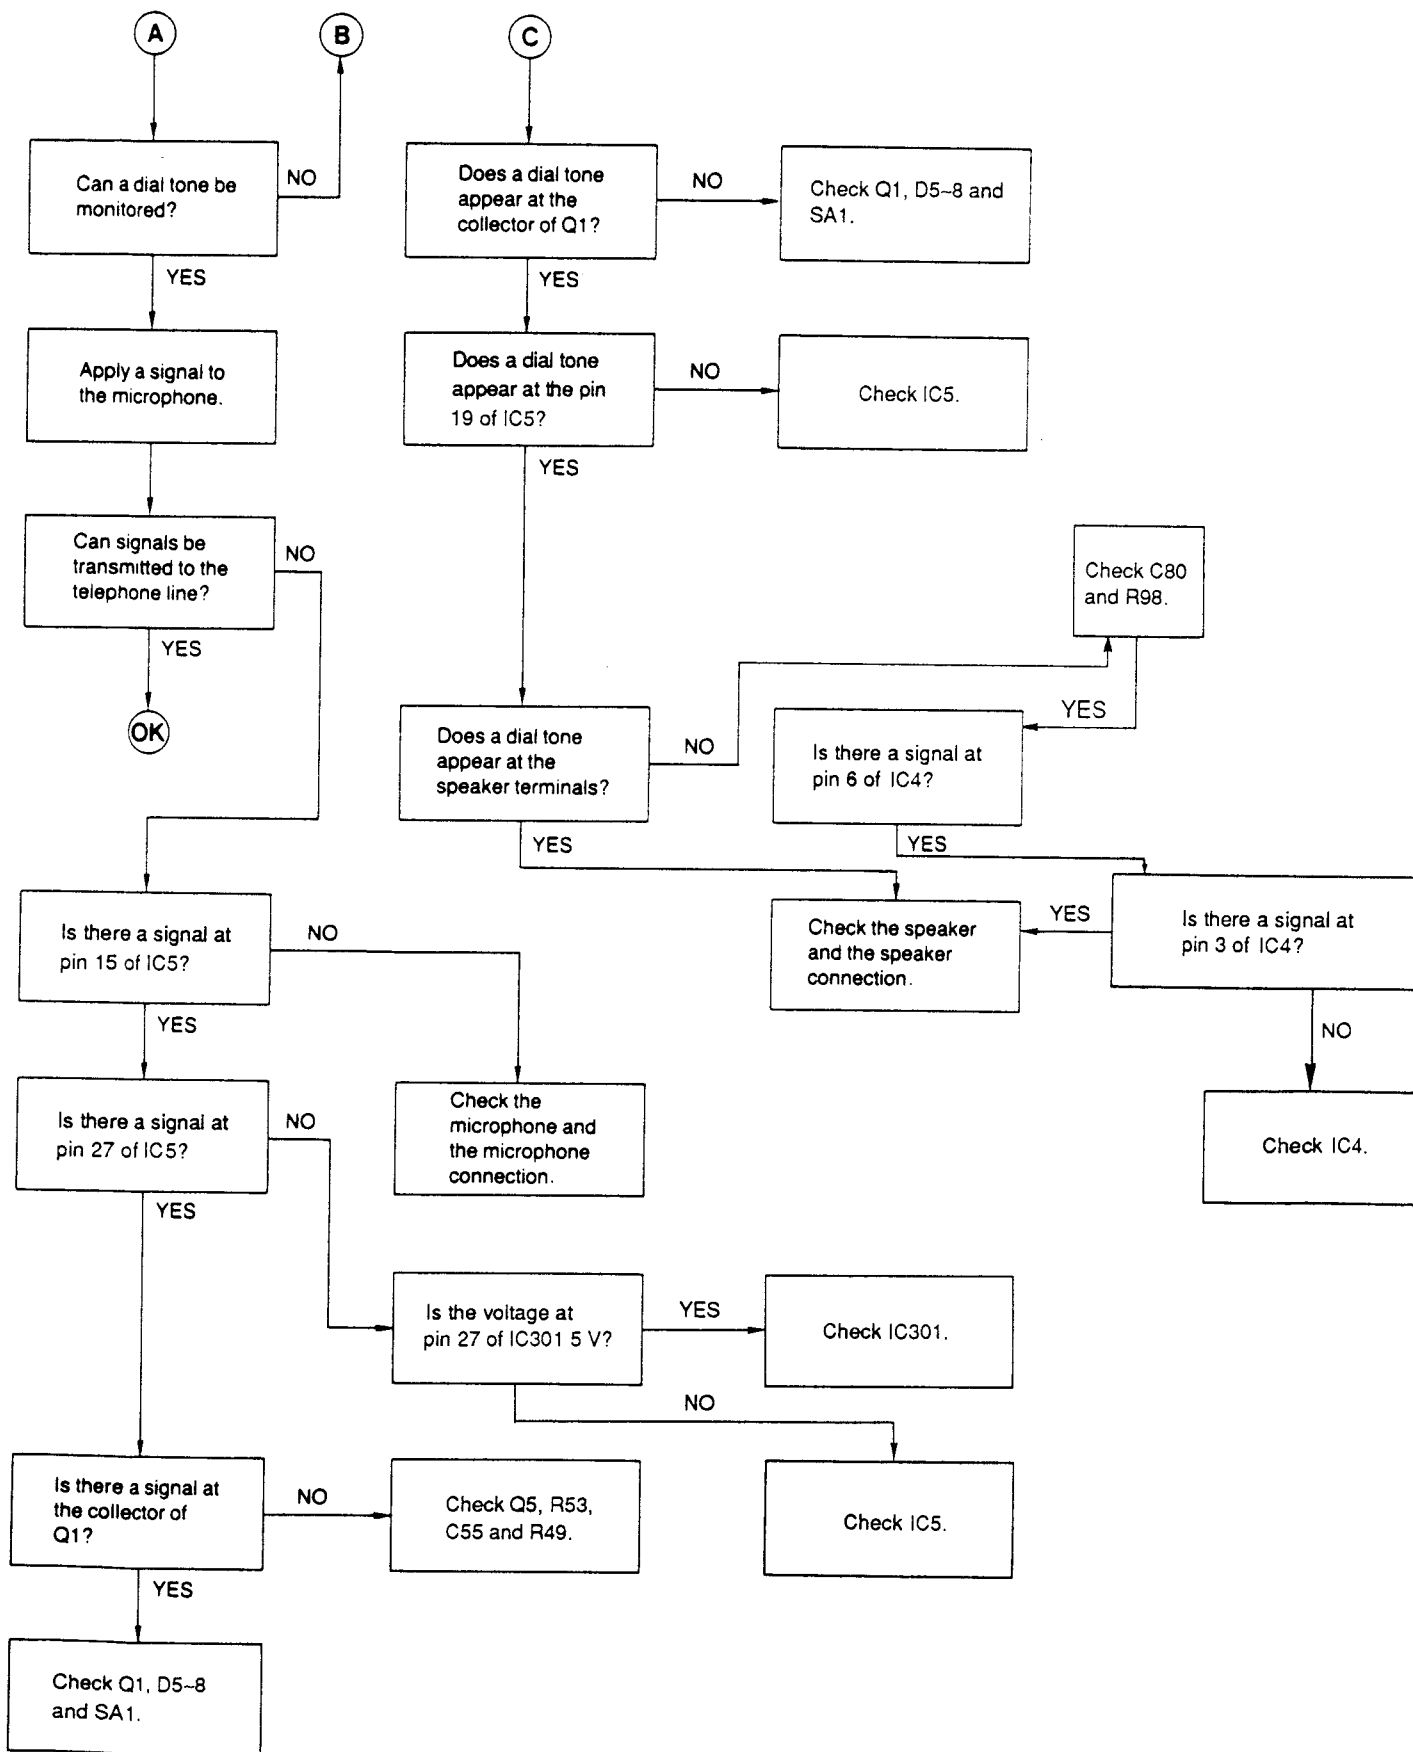 A
B
C
Can a dial tone be
monitored?
NO
YES
Apply a signal to
the microphone.
Can signals be
transmitted to the
telephone line?
NO
YES
OK
Is there a signal at
pin 15 of IC5?
NO
YES
Check the
microphone and
the microphone
connection.
Is there a signal at
pin 27 of IC5?
NO
YES
Is the voltage at
pin 27 of IC301 5 V?
YES
Check IC301.
NO
Check IC5.
Is there a signal at
the collector of
Q1?
NO
Check Q5, R53,
C55 and R49.
YES
Check Q1, D5~8
and SA1.
Does a dial tone
appear at the
collector of Q1?
NO
Check Q1, D5~8 and
SA1.
YES
Does a dial tone
appear at the pin
19 of IC5?
NO
Check IC5.
YES
Does a dial tone
appear at the
speaker terminals?
NO
Check C80
and R98.
YES
Is there a signal at
pin 6 of IC4?
YES
YES
Check the speaker
and the speaker
connection.
YES
Is there a signal at
pin 3 of IC4?
NO
Check IC4.